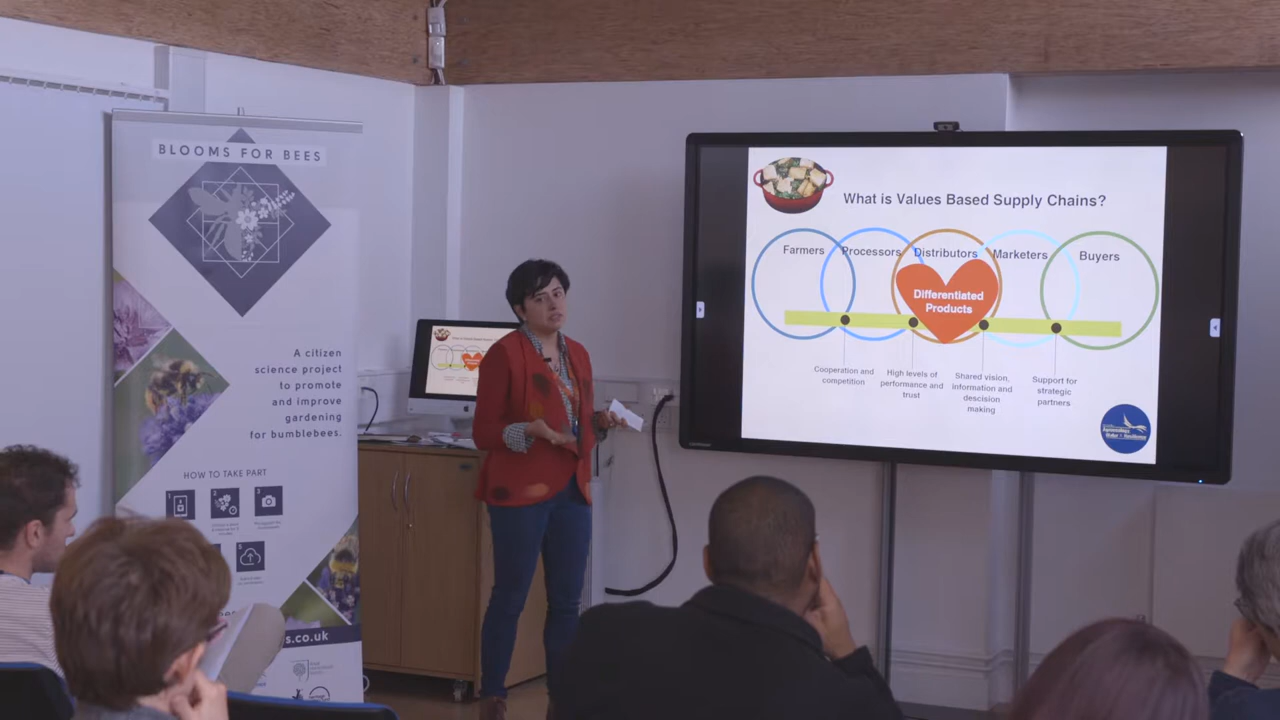 BLOOMS FOR BEES
A citizen
science project
to promote
and improve
gardening
for bumblebees.
HOW TO TAKE PART
s.co.uk
What is Values Based Supply Chains?
Farmers
Processors
Distributors
Marketers
Buyers
Differentiated
Products
Cooperation and
competition
High levels of
performance and
trust
Shared vision,
information and
descision
making
Support for
strategic
partners